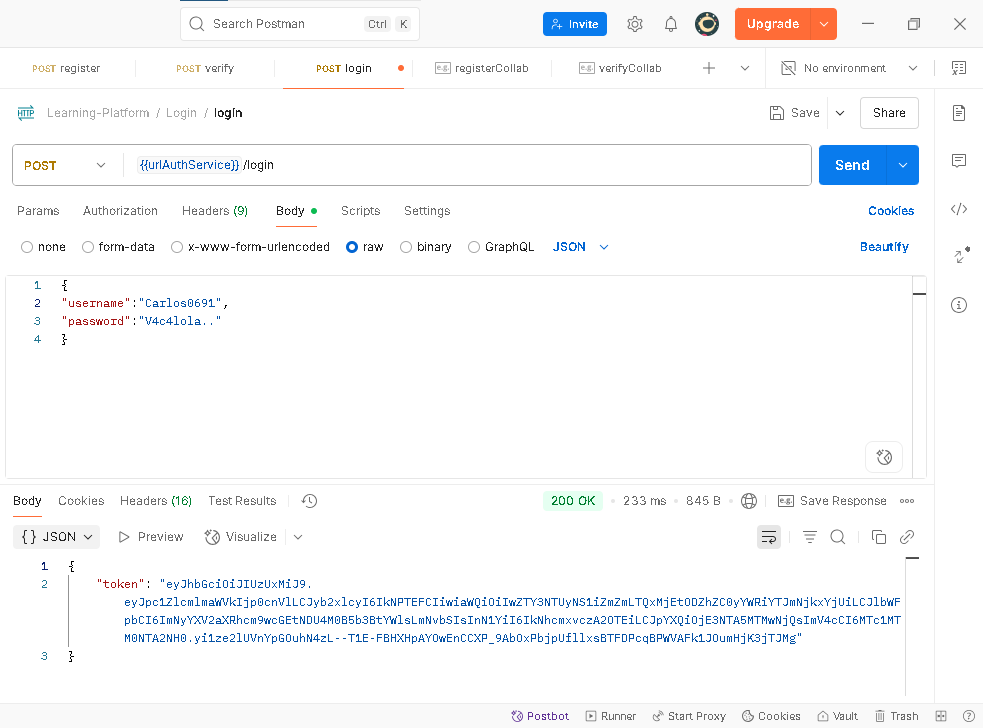 Search Postman Ctrl K Invite Upgrade
POST register POST verify POST login e.g. registerCollab e.g. verifyCollab No environment
HTTP Learning-Platform / Login / login Save Share
POST {{urlAuthService}} /login Send
Params Authorization Headers (9) Body Scripts Settings Cookies
none form-data x-www-form-urlencoded raw binary GraphQL JSON Beautify
1 {
2 "username":"Carlos0691",
3 "password":"V4c4lola.."
4 }
Body Cookies Headers (16) Test Results 200 OK 233 ms 845 B e.g. Save Response
{} JSON Preview Visualize
1 {
2 "token": "eyJhbGciOiJIUzUxMiJ9.
3 }
Postbot Runner Start Proxy Cookies Vault Trash